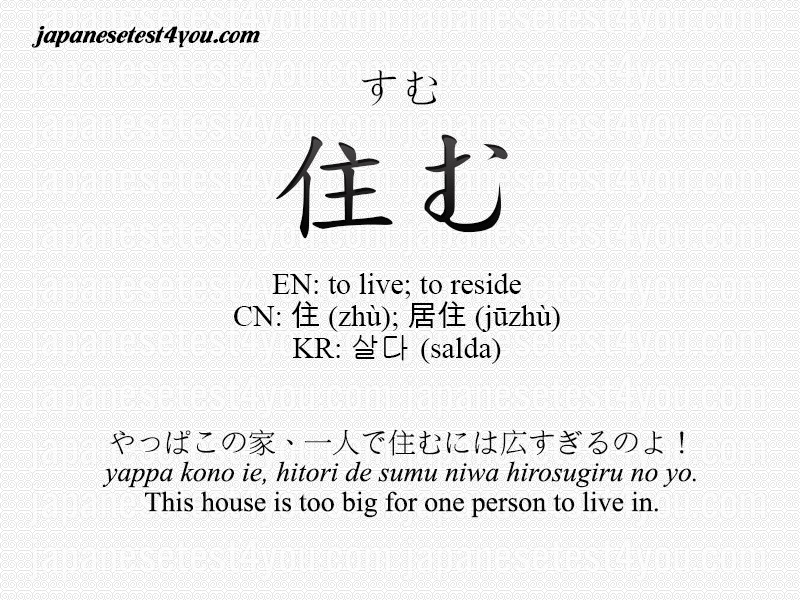 japanesetest4you.com
すむ
住む
EN: to live; to reside
CN: 住 (zhù); 居住 (jūzhù)
KR: 살다 (salda)
やっぱこの家、一人で住むには広すぎるのよ！
yappa kono ie, hitori de sumu niwa hirosugiru no yo.
This house is too big for one person to live in.